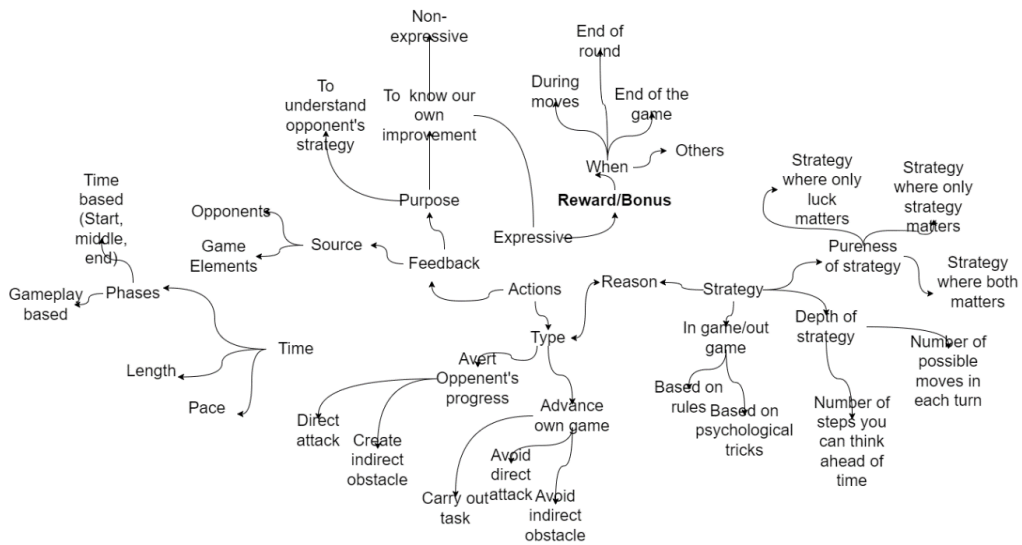 Non-
expressive
End of
round
To
understand
opponent's
strategy
To know our
own
improvement
During
moves
End of the
game
When
Others
Strategy
where only
luck
matters
Strategy
where only
strategy
matters
Time
based
(Start,
middle,
end)
Opponents
Game
Elements
Source
Purpose
Reward/Bonus
Expressive
Feedback
Pureness
of strategy
Strategy
where both
matters
Gameplay
based
Phases
Actions
Reason
Strategy
Depth of
strategy
In game/out
game
Number of
possible
moves in
each turn
Time
Type
Length
Pace
Avert
Oppenent's
progress
Direct
attack
Create
indirect
obstacle
Advance
own game
Based on
rules
Based on
psychological
tricks
Number of
steps you
can think
ahead of
time
Avoid
direct
attack
Carry out
task
Avoid
indirect
obstacle